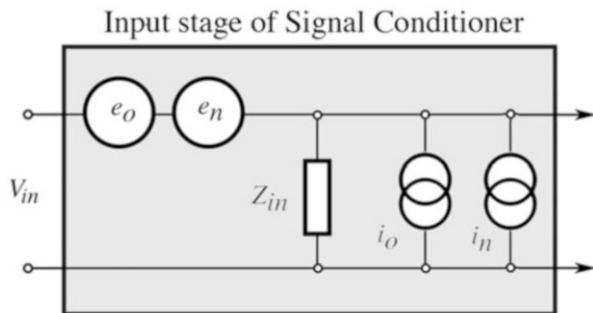 Input stage of Signal Conditioner
e_o e_n
V_in Z_in i_o i_n